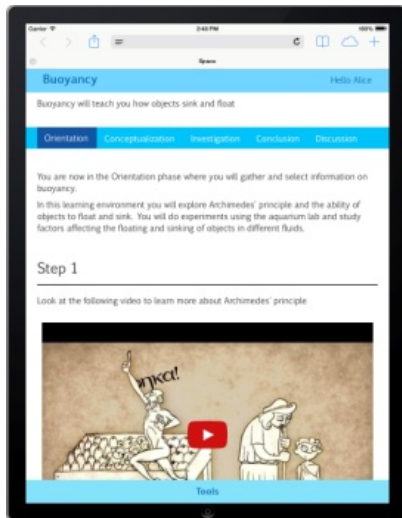 Carrier
2:40 PM
100%
Space
Buoyancy
Hello Alice
Buoyancy will teach you how objects sink and float
Orientation Conceptualization Investigation Conclusion Discussion
You are now in the Orientation phase where you will gather and select information on
buoyancy.
In this learning environment you will explore Archimedes' principle and the ability of
objects to float and sink. You will do experiments using the aquarium lab and study
factors affecting the floating and sinking of objects in different fluids.
Step 1
Look at the following video to learn more about Archimedes' principle
ηκα!
Tools